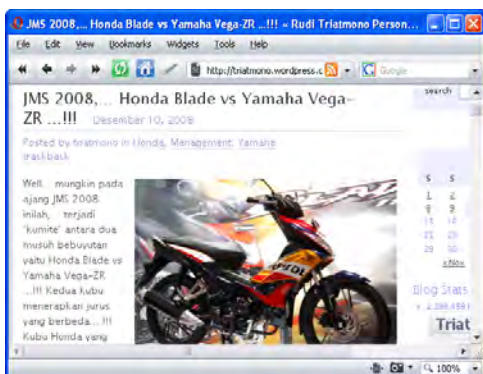 JMS 2008,... Honda Blade vs Yamaha Vega-ZR ...!!! « Rudi Triatmono Person...
File Edit View Bookmarks Widgets Tools Help
http://triatmono.wordpress.c
Google
search
JMS 2008,... Honda Blade vs Yamaha Vega-
ZR ...!!! Desember 10, 2008
Posted by triatmono in Honda, Management, Yamaha
trackback
Well.. mungkin pada
ajang JMS 2008
inilah, terjadi
'kumite' antara dua
musuh bebuyutan
yaitu Honda Blade vs
Yamaha Vega-ZR
...!!! Kedua kubu
menerapkan jurus
yang berbeda...!!!
Kubu Honda yang
S S
1 2
8 9
«Nov
Blog Stats
Triat
100%